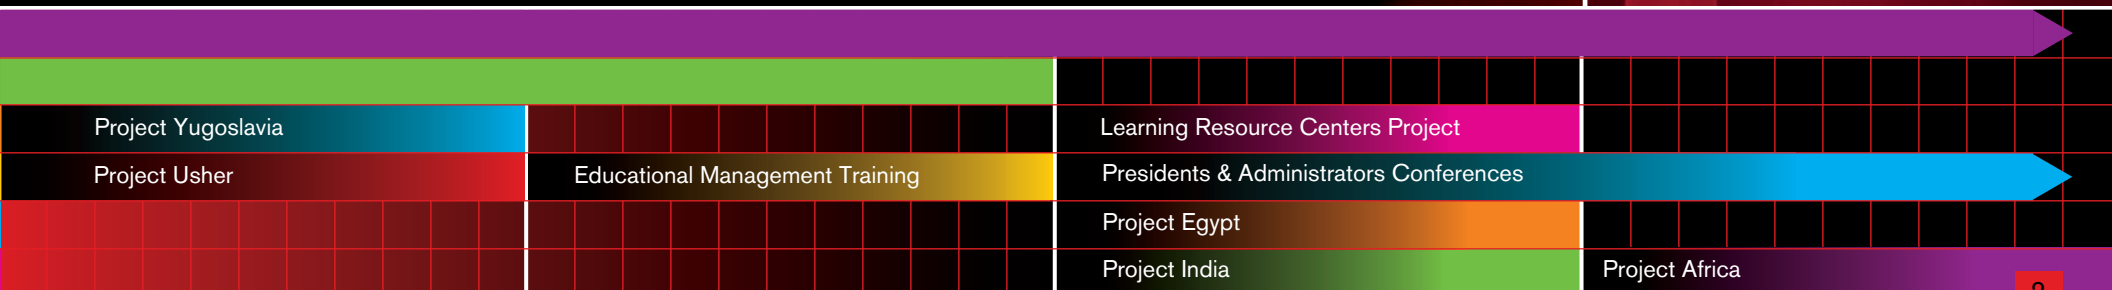 Project Yugoslavia
Learning Resource Centers Project
Project Usher
Educational Management Training
Presidents & Administrators Conferences
Project Egypt
Project India
Project Africa